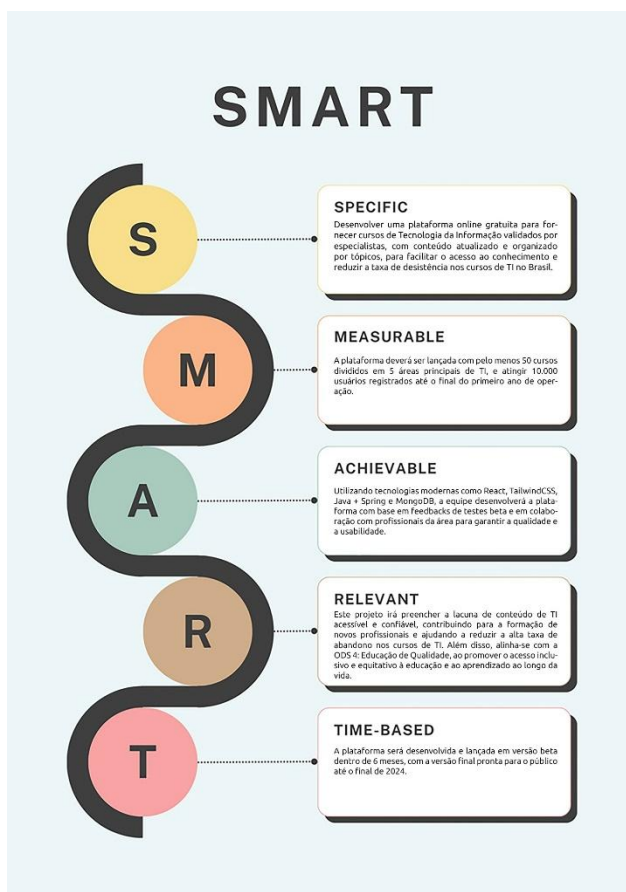 SMART
S
SPECIFIC
Desenvolver uma plataforma online gratuita para for-
necer cursos de Tecnologia da Informação validados por
especialistas, com conteúdo atualizado e organizado
por tópicos, para facilitar o acesso ao conhecimento e
reduzir a taxa de desistência nos cursos de TI no Brasil.
M
MEASURABLE
A plataforma deverá ser lançada com pelo menos 50 cursos
divididos em 5 áreas principais de TI, e atingir 10.000
usuários registrados até o final do primeiro ano de oper-
ação.
A
ACHIEVABLE
Utilizando tecnologias modernas como React, TailwindCSS,
Java + Spring e MongoDB, a equipe desenvolverá a plata-
forma com base em feedbacks de testes beta e em colabo-
ração com profissionais da área para garantir a qualidade e
a usabilidade.
R
RELEVANT
Este projeto irá preencher a lacuna de conteúdo de TI
acessível e confiável, contribuindo para a formação de
novos profissionais e ajudando a reduzir a alta taxa de
abandono nos cursos de TI. Além disso, alinha-se com a
ODS 4: Educação de Qualidade, ao promover o acesso inclu-
sivo e equitativo à educação e ao aprendizado ao longo da
vida.
T
TIME-BASED
A plataforma será desenvolvida e lançada em versão beta
dentro de 6 meses, com a versão final pronta para o público
até o final de 2024.